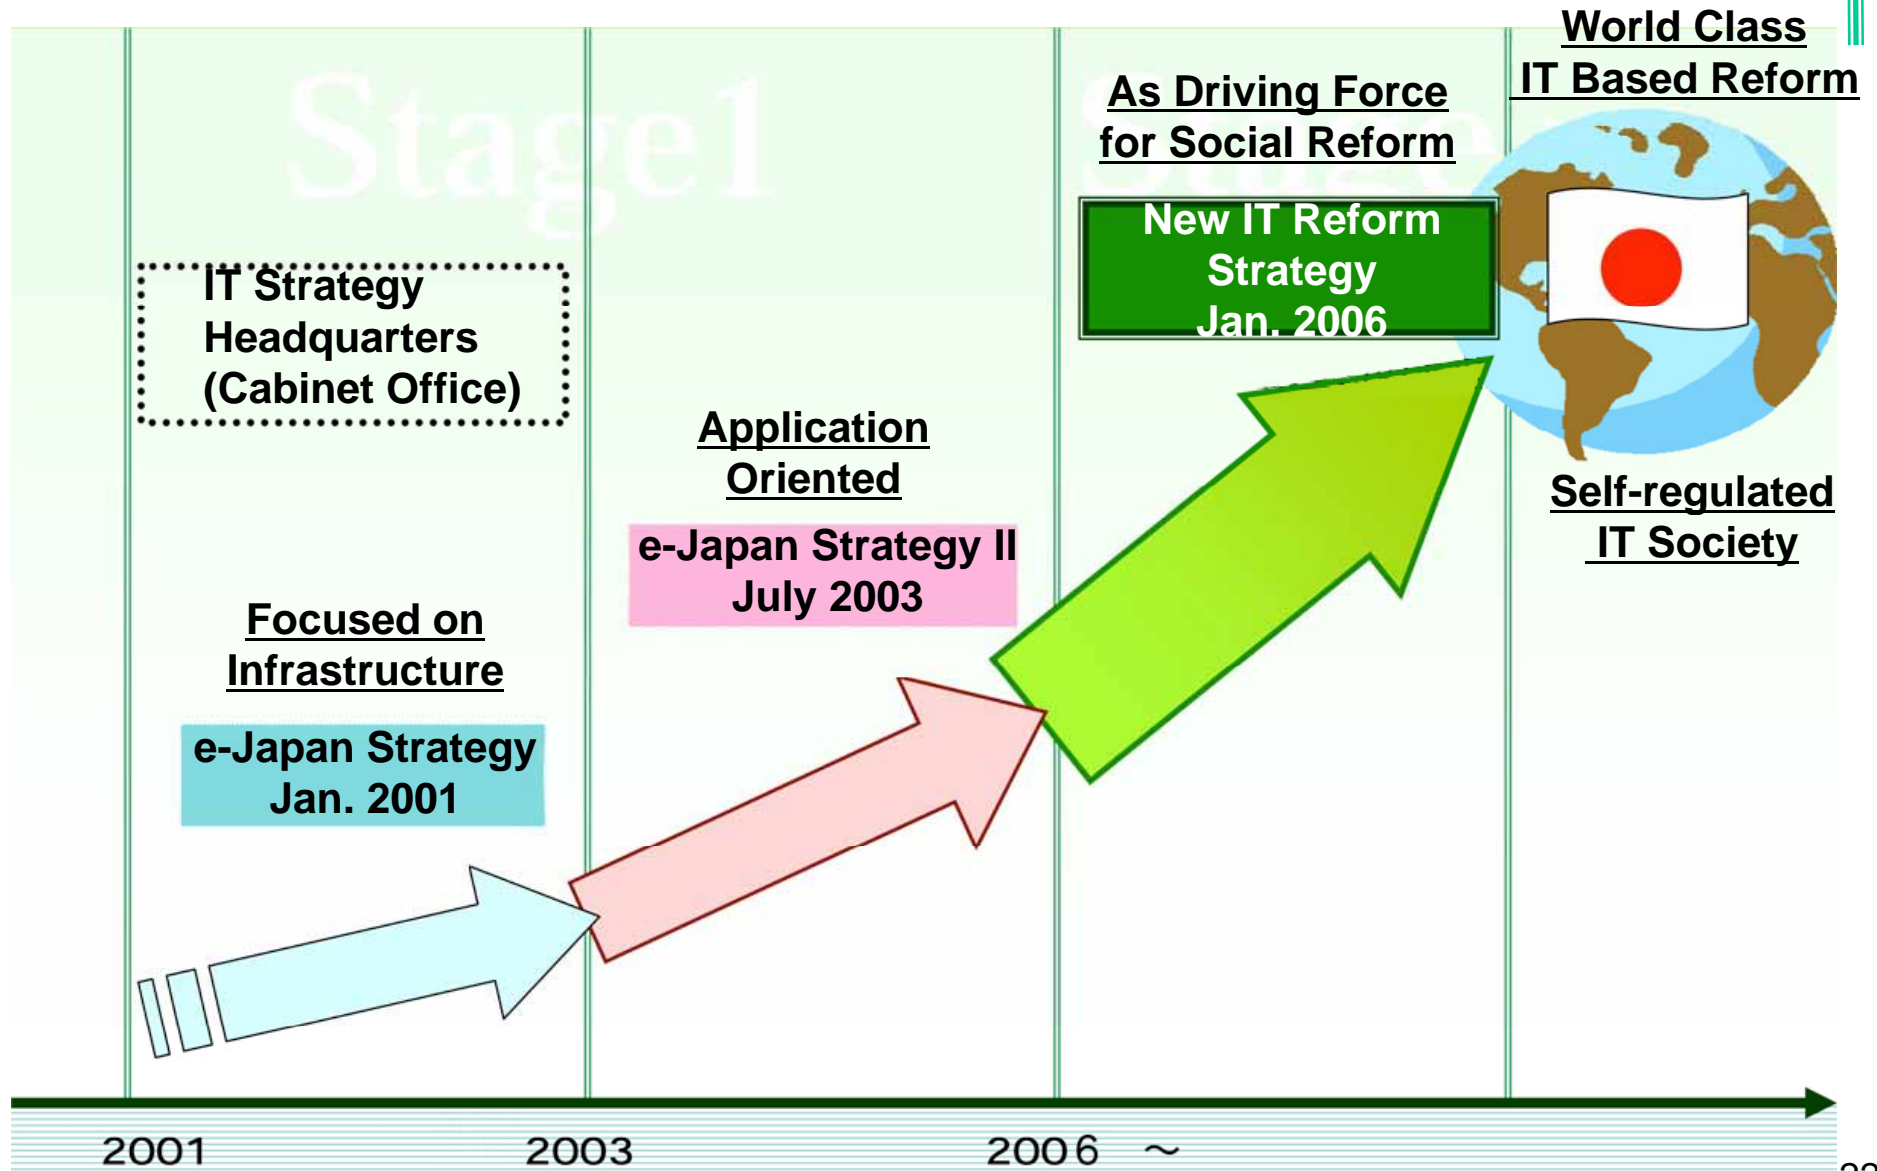 World Class
IT Based Reform
Stage1
Stage
As Driving Force
for Social Reform
New IT Reform
Strategy
Jan. 2006
IT Strategy
Headquarters
(Cabinet Office)
Application
Oriented
e-Japan Strategy II
July 2003
Self-regulated
IT Society
Focused on
Infrastructure
e-Japan Strategy
Jan. 2001
2001
2003
2006 ～